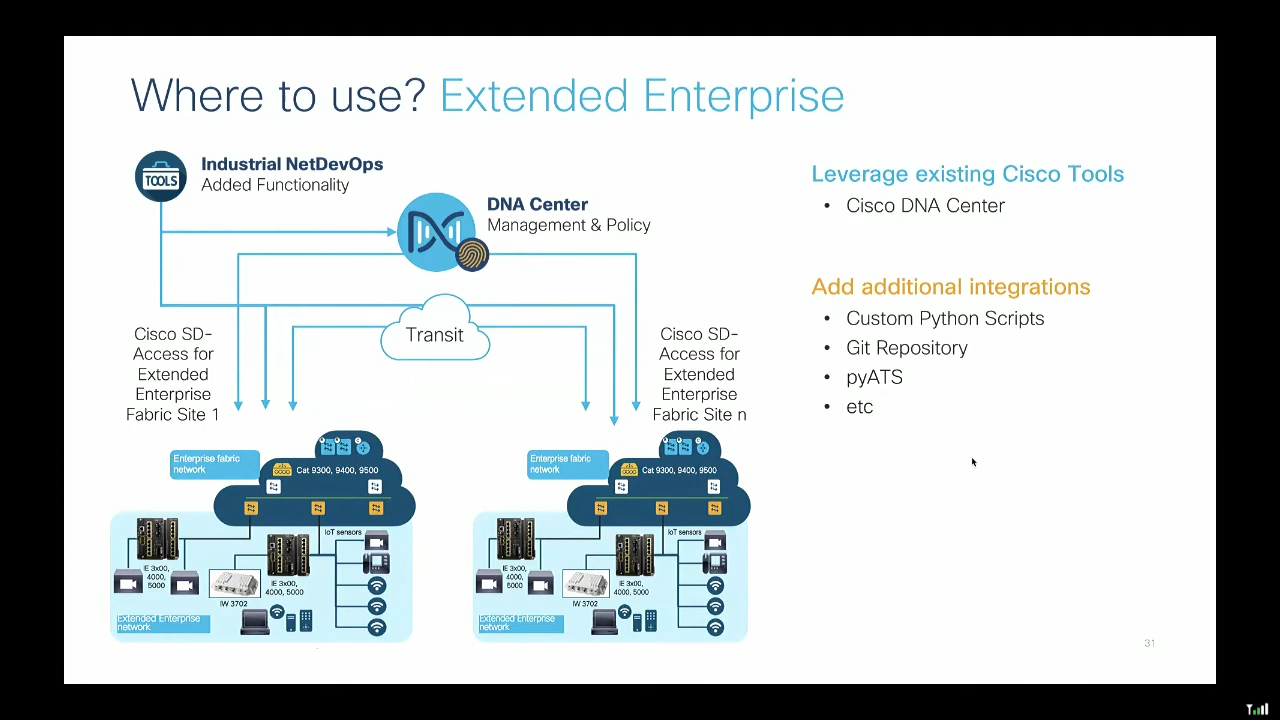 Where to use? Extended Enterprise
TOOLS
Industrial NetDevOps
Added Functionality
DNA Center
Management & Policy
Leverage existing Cisco Tools
• Cisco DNA Center
Add additional integrations
• Custom Python Scripts
• Git Repository
• pyATS
• etc
Transit
Cisco SD-
Access for
Extended
Enterprise
Fabric Site 1
Cisco SD-
Access for
Extended
Enterprise
Fabric Site n
Enterprise fabric
network
Cat 9300, 9400, 9500
IoT sensors
IE 3x00,
4000,
5000
IE 3x00,
4000, 5000
IW 3702
Extended Enterprise
network
Enterprise fabric
network
Cat 9300, 9400, 9500
IoT sensors
IE 3x00,
4000,
5000
IE 3x00,
4000, 5000
IW 3702
Extended Enterprise
network
31